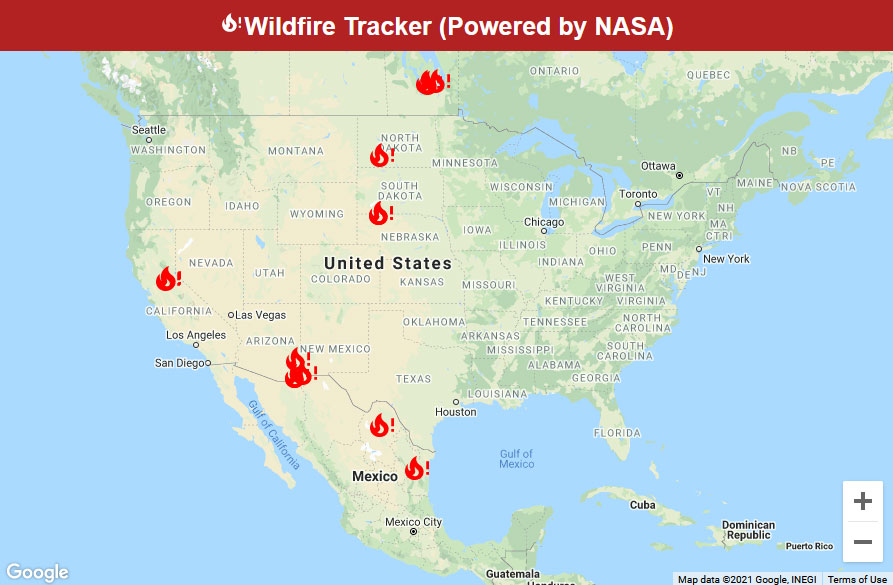 Wildfire Tracker (Powered by NASA)
ONTARIO
QUEBEC
Seattle
WASHINGTON
MONTANA
NORTH
DAKOTA
MINNESOTA
Ottawa
NB
PE
MAINE
NOVA SCOTIA
OREGON
IDAHO
WYOMING
SOUTH
DAKOTA
WISCONSIN
MICHIGAN
Toronto
VT
NH
NEW YORK
MA
CT
RI
Chicago
IOWA
NEBRASKA
ILLINOIS
INDIANA
OHIO
PENN
New York
NEVADA
UTAH
United States
COLORADO
KANSAS
MISSOURI
WEST
VIRGINIA
MD
DE
NJ
KENTUCKY
VIRGINIA
CALIFORNIA
Las Vegas
OKLAHOMA
TENNESSEE
NORTH
CAROLINA
Los Angeles
ARIZONA
NEW MEXICO
ARKANSAS
MISSISSIPPI
SOUTH
CAROLINA
San Diego
TEXAS
ALABAMA
GEORGIA
LOUISIANA
Houston
Gulf of California
FLORIDA
Gulf of
Mexico
Mexico
Cuba
Mexico City
Dominican
Republic
Puerto Rico
Guatemala
Honduras
Google
Map data ©2021 Google, INEGI
Terms of Use